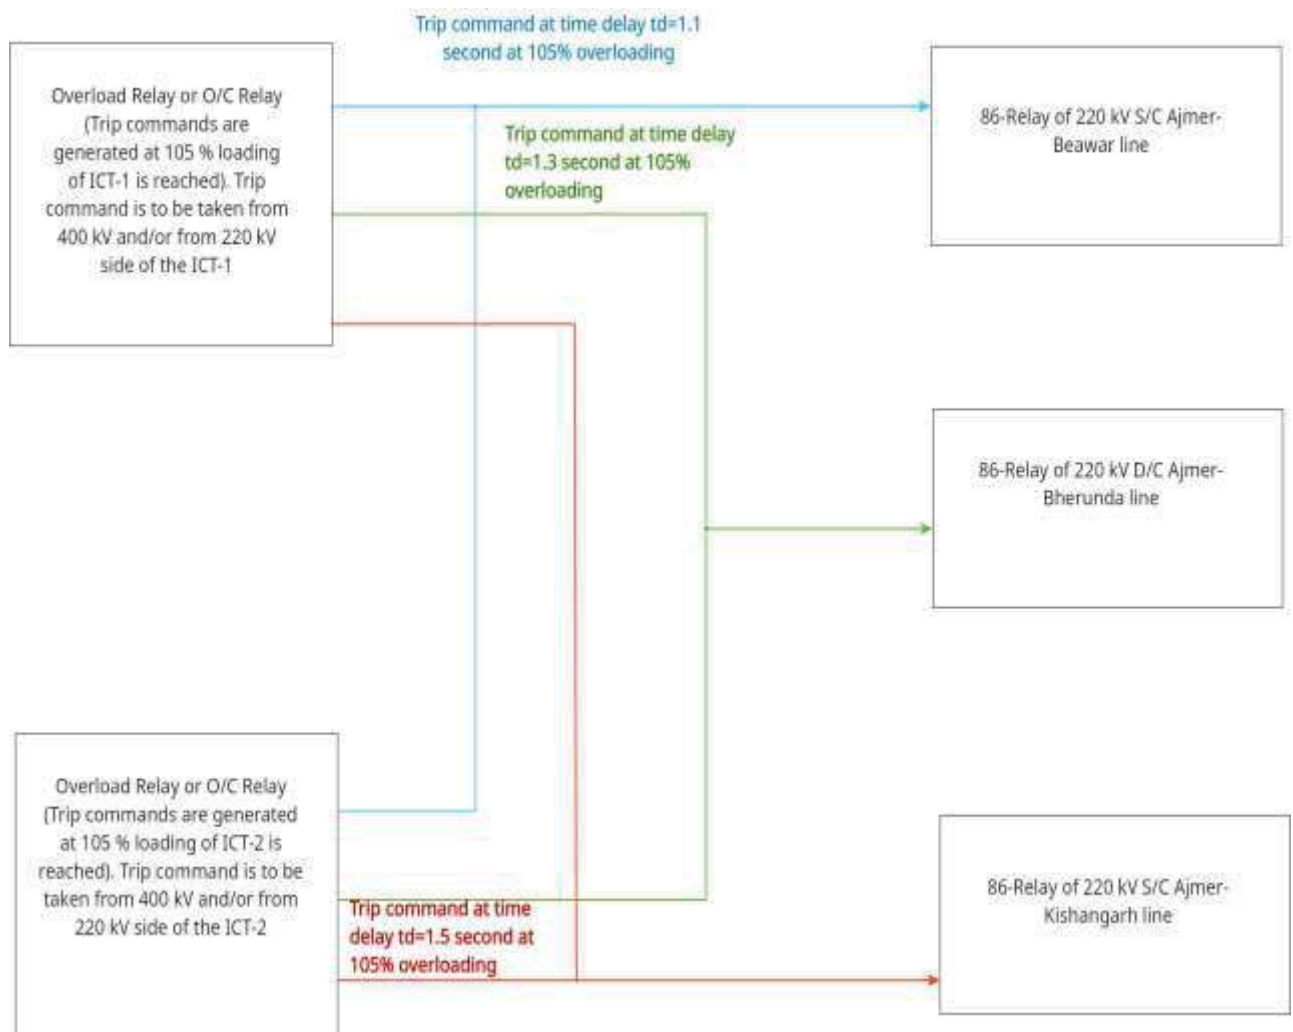 Trip command at time delay td=1.1
second at 105% overloading
Overload Relay or O/C Relay
(Trip commands are
generated at 105 % loading
of ICT-1 is reached). Trip
command is to be taken from
400 kV and/or from 220 kV
side of the ICT-1
86-Relay of 220 kV S/C Ajmer-
Beawar line
Trip command at time delay
td=1.3 second at 105%
overloading
86-Relay of 220 kV D/C Ajmer-
Bherunda line
Overload Relay or O/C Relay
(Trip commands are generated
at 105 % loading of ICT-2 is
reached). Trip command is to be
taken from 400 kV and/or from
220 kV side of the ICT-2
Trip command at time
delay td=1.5 second at
105% overloading
86-Relay of 220 kV S/C Ajmer-
Kishangarh line